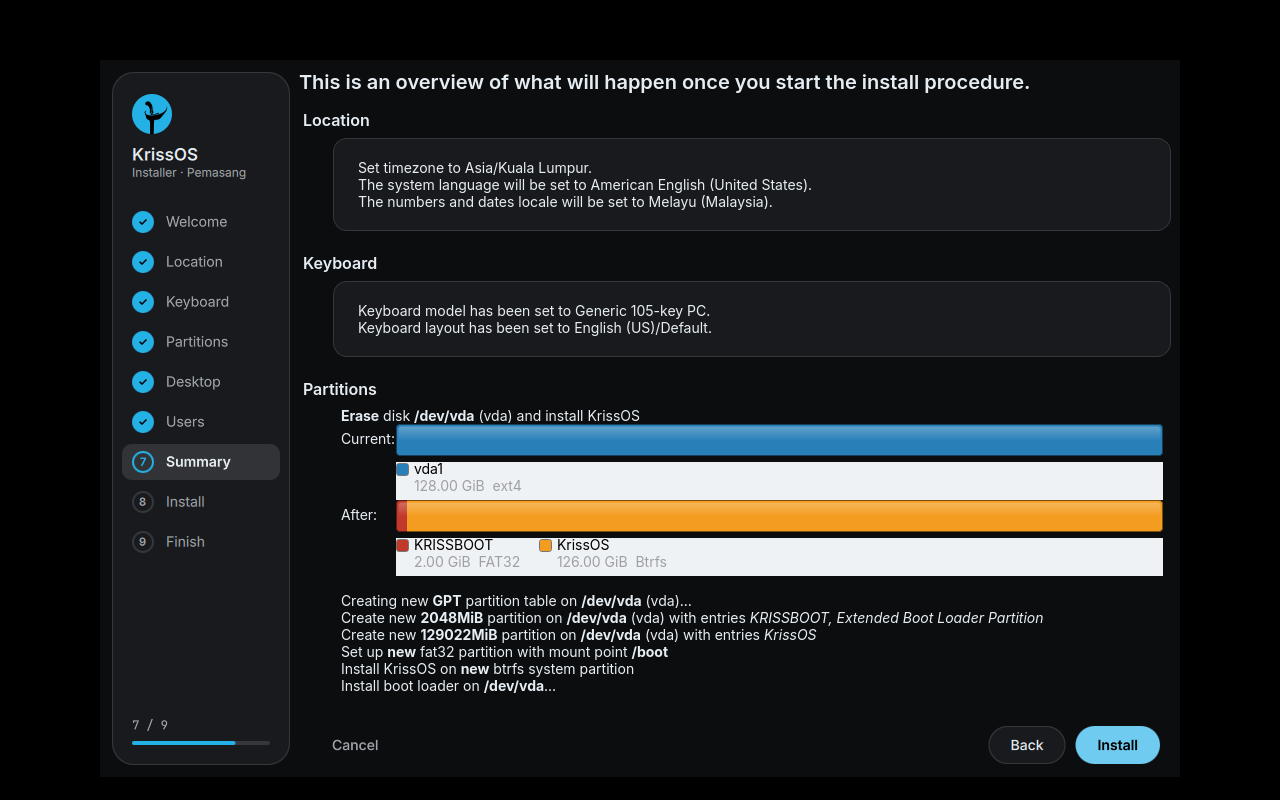 KrissOS
Installer · Pemasang
Welcome
Location
Keyboard
Partitions
Desktop
Users
7 Summary
8 Install
9 Finish
7 / 9
This is an overview of what will happen once you start the install procedure.
Location
Set timezone to Asia/Kuala Lumpur.
The system language will be set to American English (United States).
The numbers and dates locale will be set to Melayu (Malaysia).
Keyboard
Keyboard model has been set to Generic 105-key PC.
Keyboard layout has been set to English (US)/Default.
Partitions
Erase disk /dev/vda (vda) and install KrissOS
Current:
vda1
128.00 GiB ext4
After:
KRISSBOOT KrissOS
2.00 GiB FAT32 126.00 GiB Btrfs
Creating new GPT partition table on /dev/vda (vda)…
Create new 2048MiB partition on /dev/vda (vda) with entries KRISSBOOT, Extended Boot Loader Partition
Create new 129022MiB partition on /dev/vda (vda) with entries KrissOS
Set up new fat32 partition with mount point /boot
Install KrissOS on new btrfs system partition
Install boot loader on /dev/vda…
Cancel
Back
Install